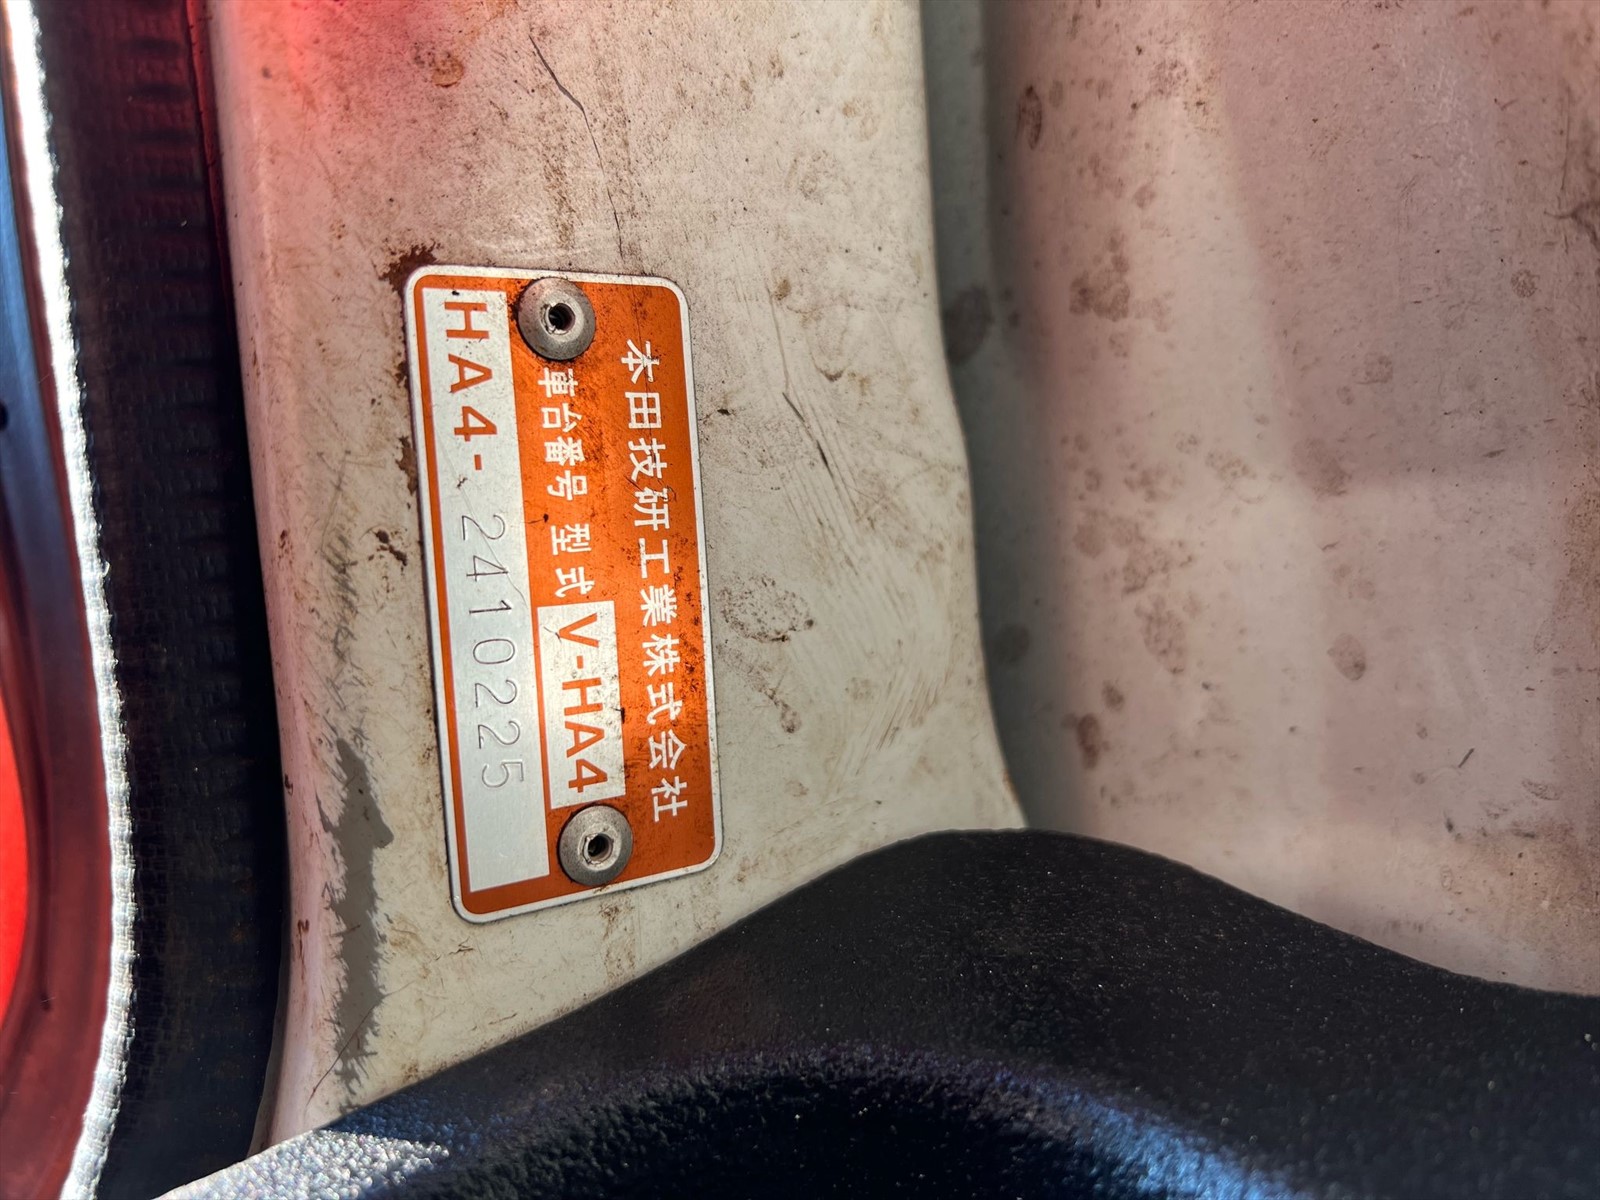 本田技研工業株式会社
型式 V-HA4
車台番号
HA4-2410225